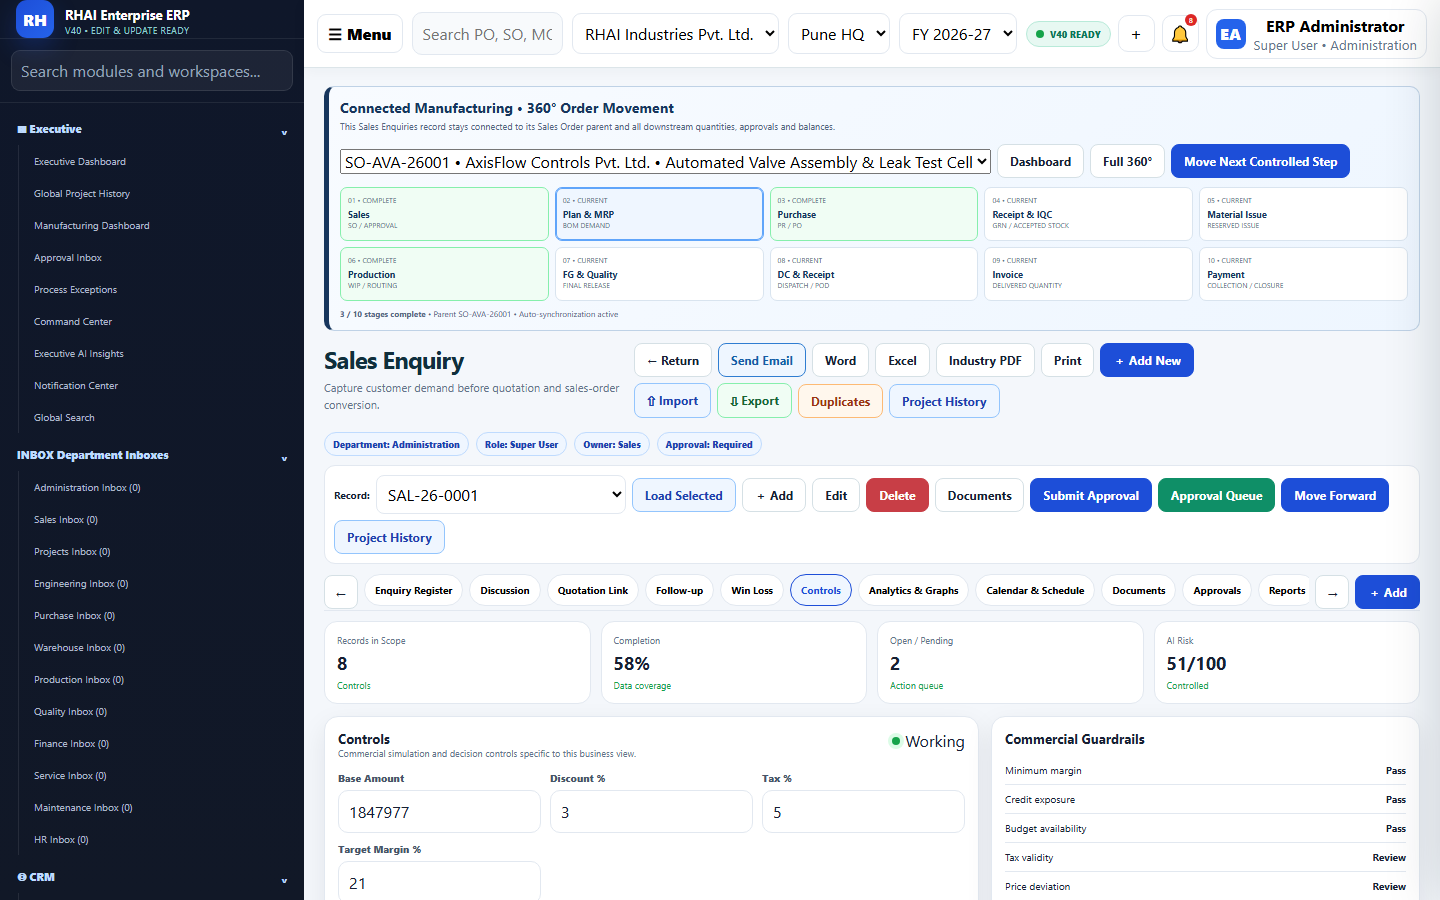 RH
RHAI Enterprise ERP
V40 • EDIT & UPDATE READY
Search modules and workspaces...
Executive
Executive Dashboard
Global Project History
Manufacturing Dashboard
Approval Inbox
Process Exceptions
Command Center
Executive AI Insights
Notification Center
Global Search
INBOX Department Inboxes
Administration Inbox (0)
Sales Inbox (0)
Projects Inbox (0)
Engineering Inbox (0)
Purchase Inbox (0)
Warehouse Inbox (0)
Production Inbox (0)
Quality Inbox (0)
Finance Inbox (0)
Service Inbox (0)
Maintenance Inbox (0)
HR Inbox (0)
CRM
☰ Menu
Search PO, SO, MC
RHAI Industries Pvt. Ltd.
Pune HQ
FY 2026-27
V40 READY
+
8
EA
ERP Administrator
Super User • Administration
Connected Manufacturing • 360° Order Movement
This Sales Enquiries record stays connected to its Sales Order parent and all downstream quantities, approvals and balances.
SO-AVA-26001 • AxisFlow Controls Pvt. Ltd. • Automated Valve Assembly & Leak Test Cell
Dashboard
Full 360°
Move Next Controlled Step
01 • COMPLETE
Sales
SO / APPROVAL
02 • CURRENT
Plan & MRP
BOM DEMAND
03 • COMPLETE
Purchase
PR / PO
04 • CURRENT
Receipt & IQC
GRN / ACCEPTED STOCK
05 • CURRENT
Material Issue
RESERVED ISSUE
06 • COMPLETE
Production
WIP / ROUTING
07 • CURRENT
FG & Quality
FINAL RELEASE
08 • CURRENT
DC & Receipt
DISPATCH / POD
09 • CURRENT
Invoice
DELIVERED QUANTITY
10 • CURRENT
Payment
COLLECTION / CLOSURE
3 / 10 stages complete • Parent SO-AVA-26001 • Auto-synchronization active
Sales Enquiry
Capture customer demand before quotation and sales-order
conversion.
← Return
Send Email
Word
Excel
Industry PDF
Print
+ Add New
⇧ Import
⇩ Export
Duplicates
Project History
Department: Administration
Role: Super User
Owner: Sales
Approval: Required
Record:
SAL-26-0001
Load Selected
+ Add
Edit
Delete
Documents
Submit Approval
Approval Queue
Move Forward
Project History
←
Enquiry Register
Discussion
Quotation Link
Follow-up
Win Loss
Controls
Analytics & Graphs
Calendar & Schedule
Documents
Approvals
Reports
→
+ Add
Records in Scope
8
Controls
Completion
58%
Data coverage
Open / Pending
2
Action queue
AI Risk
51/100
Controlled
Controls
Commercial simulation and decision controls specific to this business view.
Working
Base Amount
1847977
Discount %
3
Tax %
5
Target Margin %
21
Commercial Guardrails
Minimum margin Pass
Credit exposure Pass
Budget availability Pass
Tax validity Review
Price deviation Review